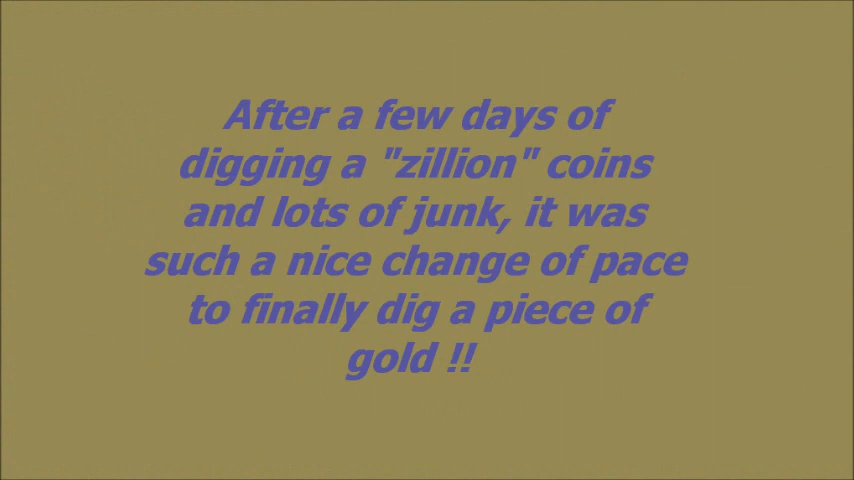 After a few days of
digging a "zillion" coins
and lots of junk, it was
such a nice change of pace
to finally dig a piece of
gold !!